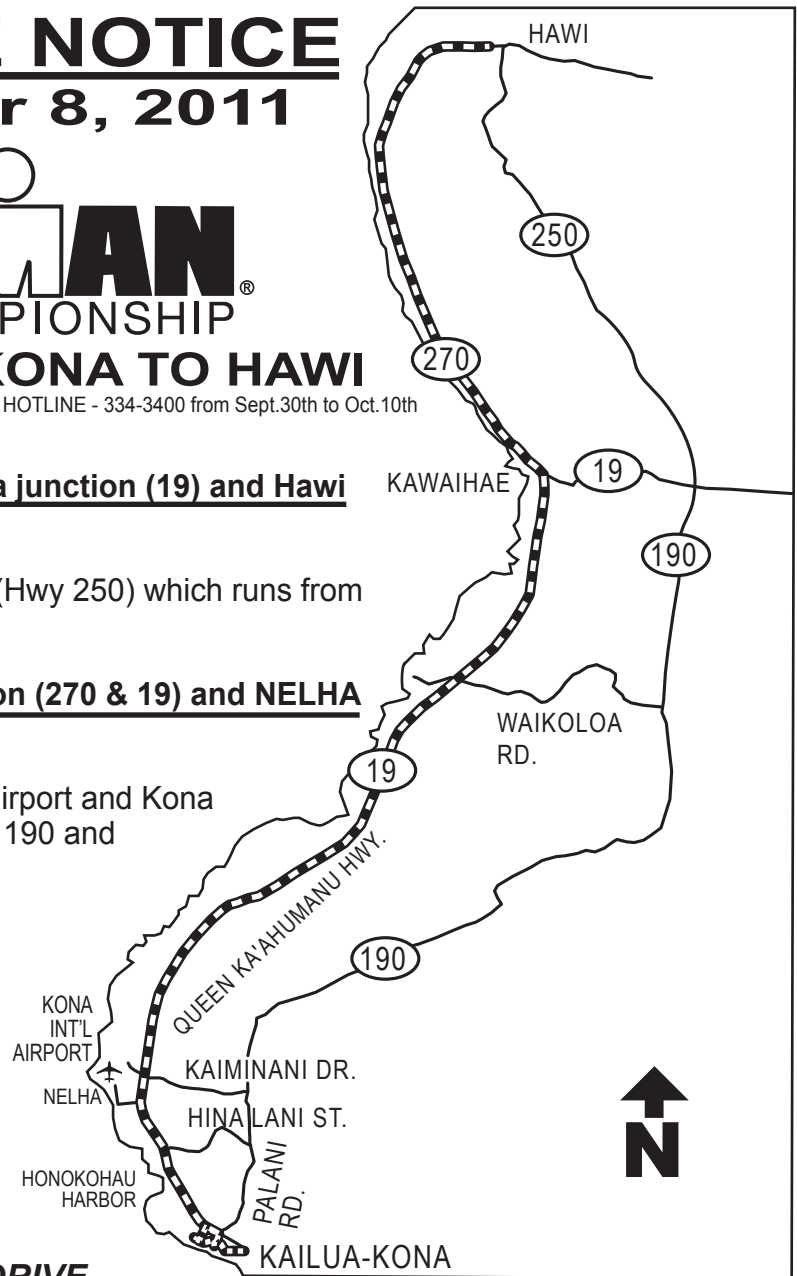 NOTICE
r 8, 2011
MAN®
PIONSHIP
KONA TO HAWI
HOTLINE - 334-3400 from Sept.30th to Oct.10th
a junction (19) and Hawi
(Hwy 250) which runs from
on (270 & 19) and NELHA
irport and Kona
190 and
DRIVE
HAWI
250
270
KAWAIHAE
19
190
WAIKOLOA
RD.
19
QUEEN KA'AHUMANU HWY.
190
KONA
INT'L
AIRPORT
KAIMINANI DR.
NELHA
HINA LANI ST.
HONOKOHAU
HARBOR
PALANI
RD.
N
KAILUA-KONA